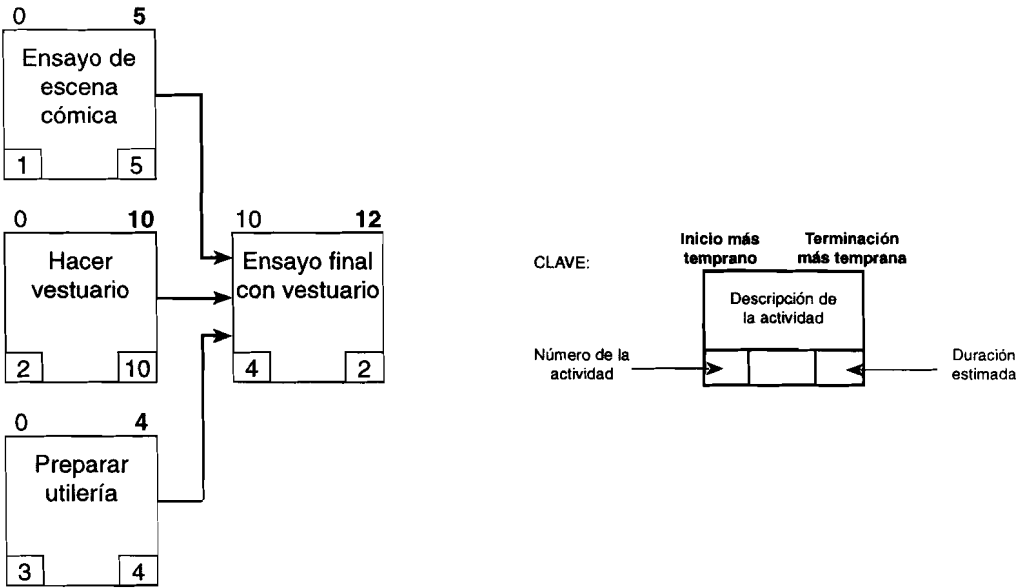 0 5
Ensayo de
escena
cómica
1 5
0 10
Hacer
vestuario
2 10
0 4
Preparar
utilería
3 4
10 12
Ensayo final
con vestuario
4 2
CLAVE:
Inicio más
temprano
Terminación
más temprana
Descripción de
la actividad
Número de la
actividad
Duración
estimada